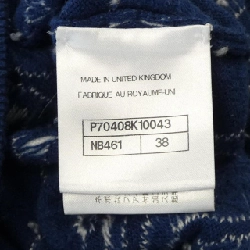 MADE IN UNITED KINGDOM
FABRIQUE AU ROYAUME-UNI
P70408K10043
NB461 38